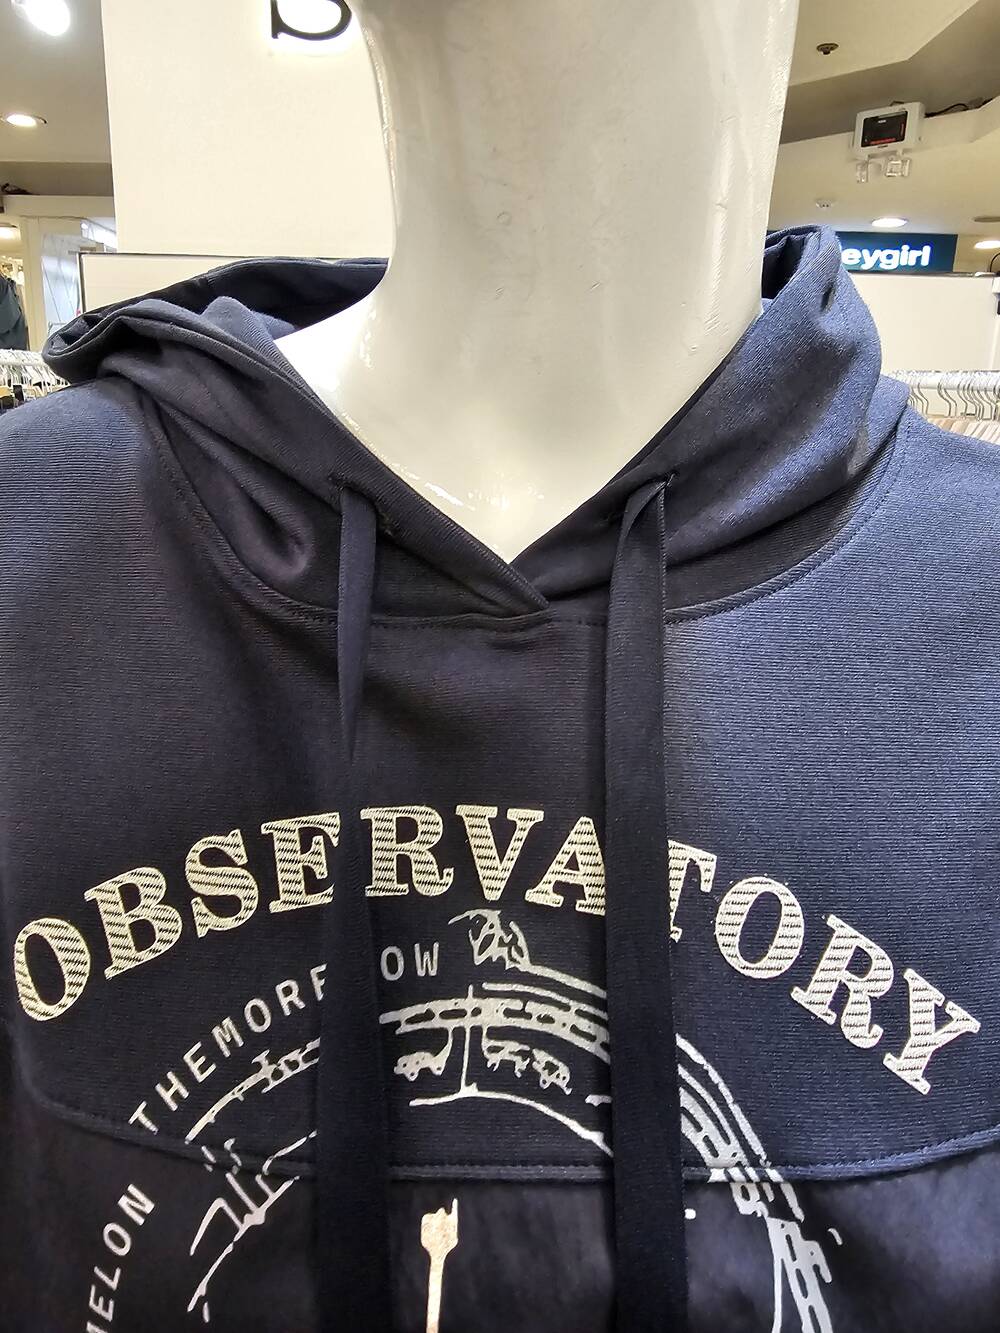 eygirl
OBSERVATORY
THEMORE OW
ELON